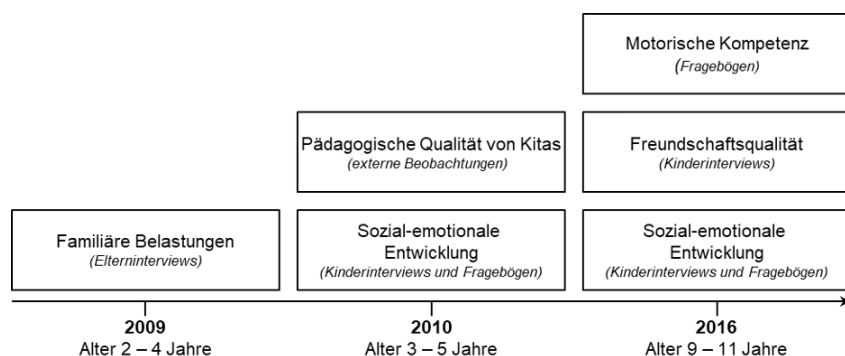 Motorische Kompetenz
(Fragebögen)
Pädagogische Qualität von Kitas
(externe Beobachtungen)
Freundschaftsqualität
(Kinderinterviews)
Familiäre Belastungen
(Elterninterviews)
Sozial-emotionale
Entwicklung
(Kinderinterviews und Fragebögen)
Sozial-emotionale
Entwicklung
(Kinderinterviews und Fragebögen)
2009
Alter 2 – 4 Jahre
2010
Alter 3 – 5 Jahre
2016
Alter 9 – 11 Jahre